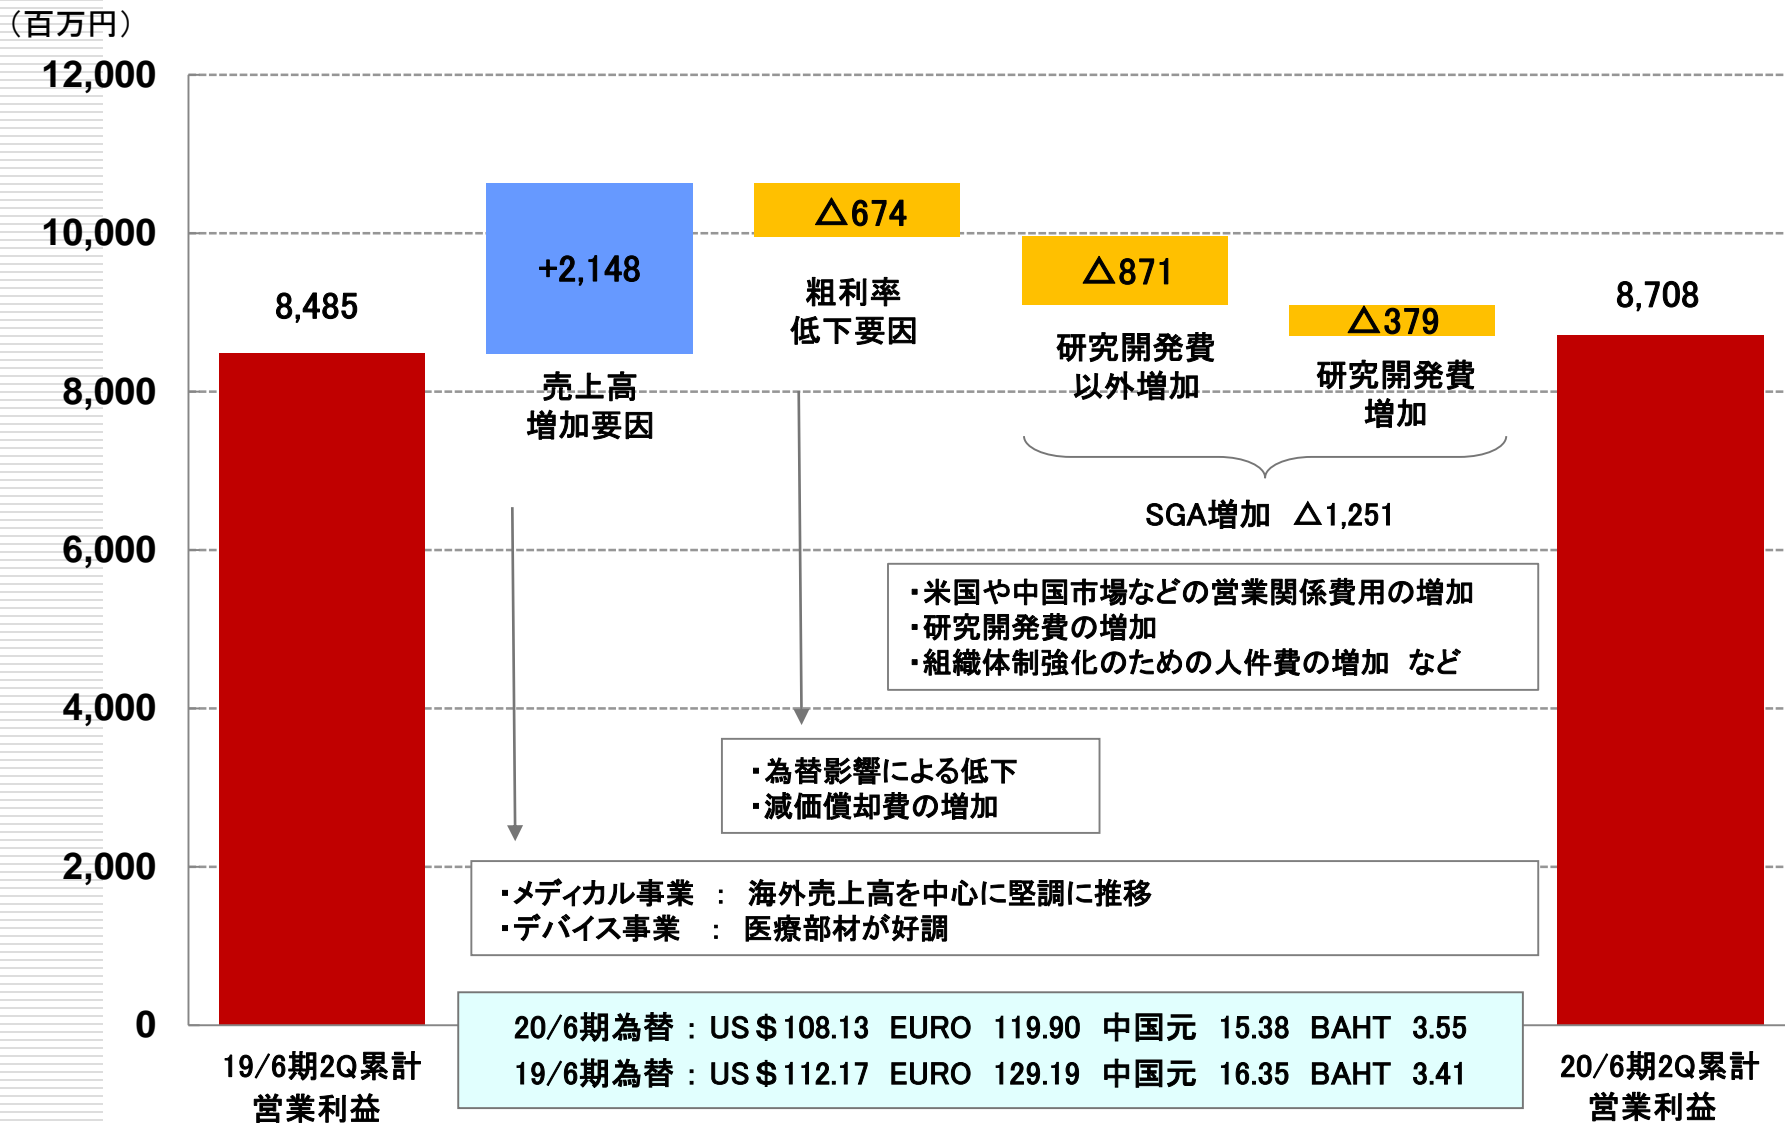 （百万円）
12,000
10,000
8,000
6,000
4,000
2,000
0
8,485
+2,148
△674
△871
△379
8,708
売上高
増加要因
粗利率
低下要因
研究開発費
以外増加
研究開発費
増加
SGA増加　△1,251
・米国や中国市場などの営業関係費用の増加
・研究開発費の増加
・組織体制強化のための人件費の増加　など
・為替影響による低下
・減価償却費の増加
・メディカル事業　：　海外売上高を中心に堅調に推移
・デバイス事業　：　医療部材が好調
20/6期為替：US＄108.13　EURO　119.90　中国元　15.38　BAHT　3.55
19/6期為替：US＄112.17　EURO　129.19　中国元　16.35　BAHT　3.41
19/6期2Q累計
営業利益
20/6期2Q累計
営業利益